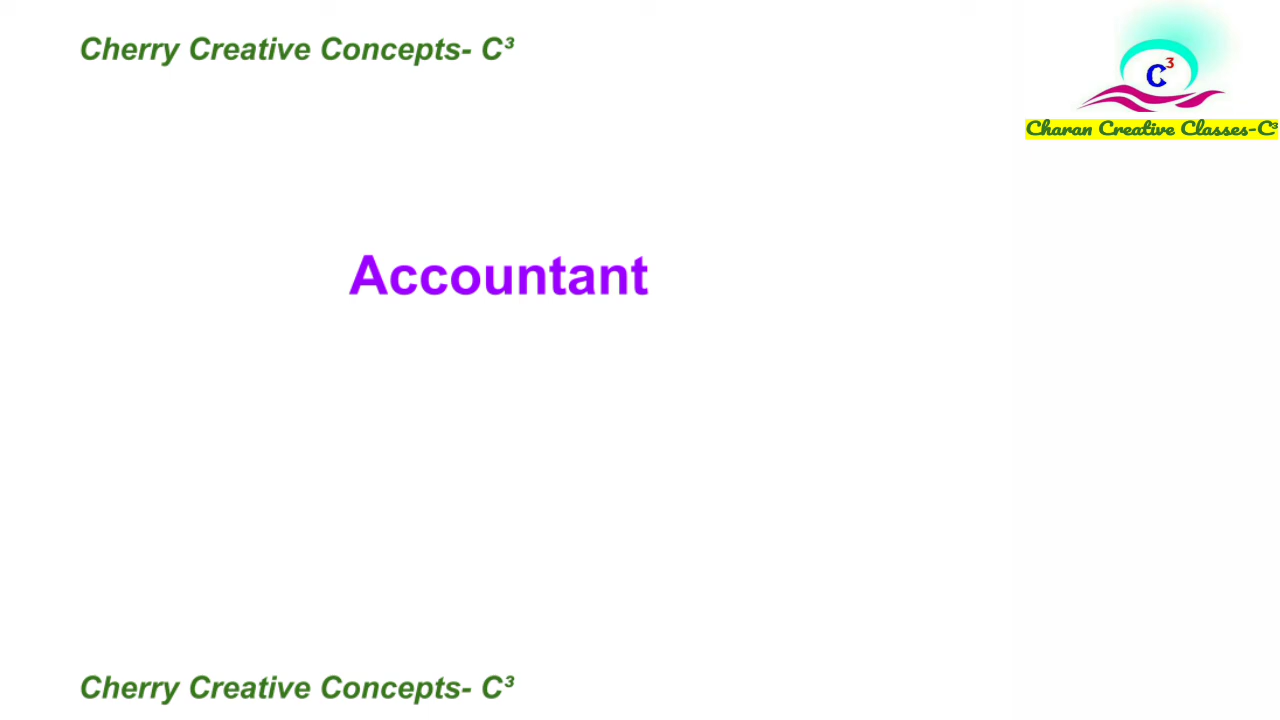 Cherry Creative Concepts- C³
C³
Charan Creative Classes-C³
Accountant
Cherry Creative Concepts- C³